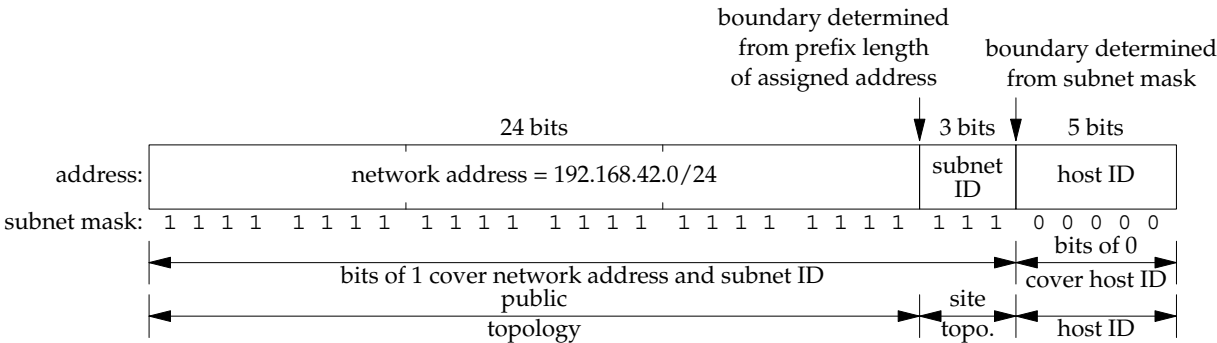 boundary determined
from prefix length
of assigned address
boundary determined
from subnet mask
24 bits
3 bits
5 bits
address:
network address = 192.168.42.0/24
subnet
ID
host ID
subnet mask: 1 1 1 1 1 1 1 1 1 1 1 1 1 1 1 1 1 1 1 1 1 1 1 1 1 1 1 0 0 0 0 0
bits of 1 cover network address and subnet ID
bits of 0
cover host ID
public
topology
site
topo.
host ID